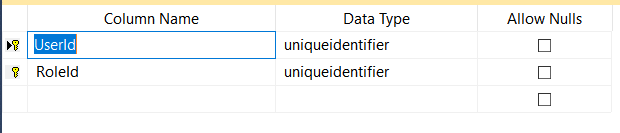 Column Name Data Type Allow Nulls
UserId uniqueidentifier
RoleId uniqueidentifier